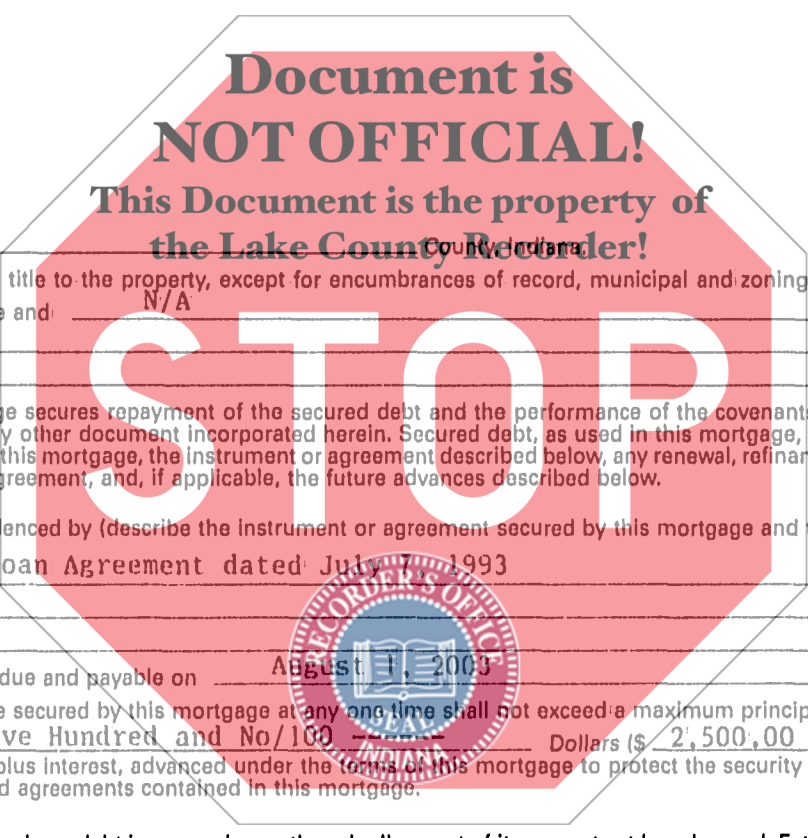 Document is
NOT OFFICIAL!
This Document is the property of
the Lake County Recorder!
County, Indiana,
title to the property, except for encumbrances of record, municipal and zoning
and N/A
STOP
ge secures repayment of the secured debt and the performance of the covenants
y other document incorporated herein. Secured debt, as used in this mortgage,
this mortgage, the instrument or agreement described below, any renewal, refinan
greement, and, if applicable, the future advances described below.
denced by (describe the instrument or agreement secured by this mortgage and
oan Agreement dated July 7, 1993
RECORDER'S OFFICE
SEAL
INDIANA
due and payable on August 1, 2003
e secured by this mortgage at any one time shall not exceed a maximum princip
ve Hundred and No/100 ------- Dollars ($ 2,500.00
plus interest, advanced under the terms of this mortgage to protect the security
d agreements contained in this mortgage.